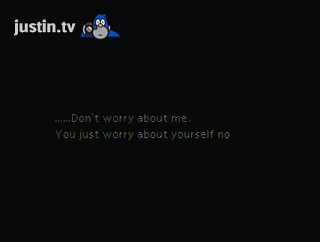 justin.tv
......Don't worry about me.
You just worry about yourself no